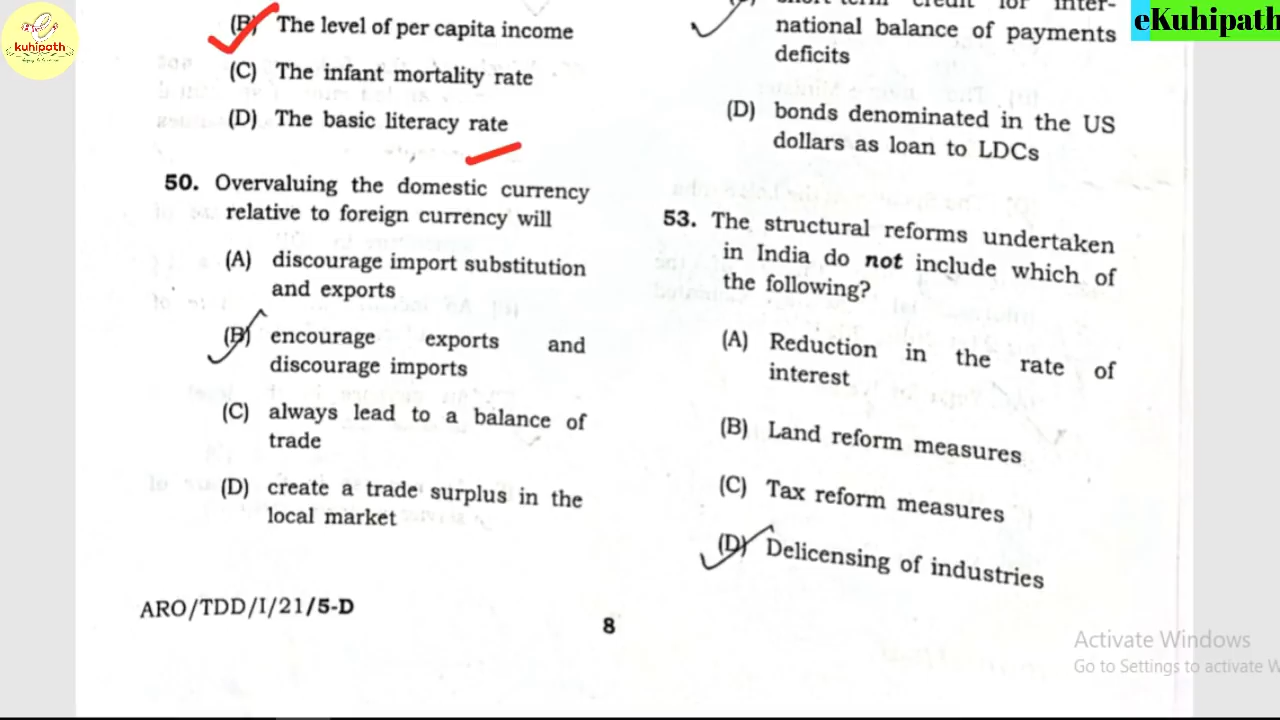 kuhipath
eKuhipath
(B) The level of per capita income
(C) The infant mortality rate
(D) The basic literacy rate
50. Overvaluing the domestic currency
relative to foreign currency will
(A) discourage import substitution
and exports
(B) encourage exports and
discourage imports
(C) always lead to a balance of
trade
(D) create a trade surplus in the
local market
ARO/TDD/I/21/5-D
8
short-term credit for inter-
national balance of payments
deficits
(D) bonds denominated in the US
dollars as loan to LDCs
53. The structural reforms undertaken
in India do not include which of
the following?
(A) Reduction in the rate of
interest
(B) Land reform measures
(C) Tax reform measures
(D) Delicensing of industries
Activate Windows
Go to Settings to activate W